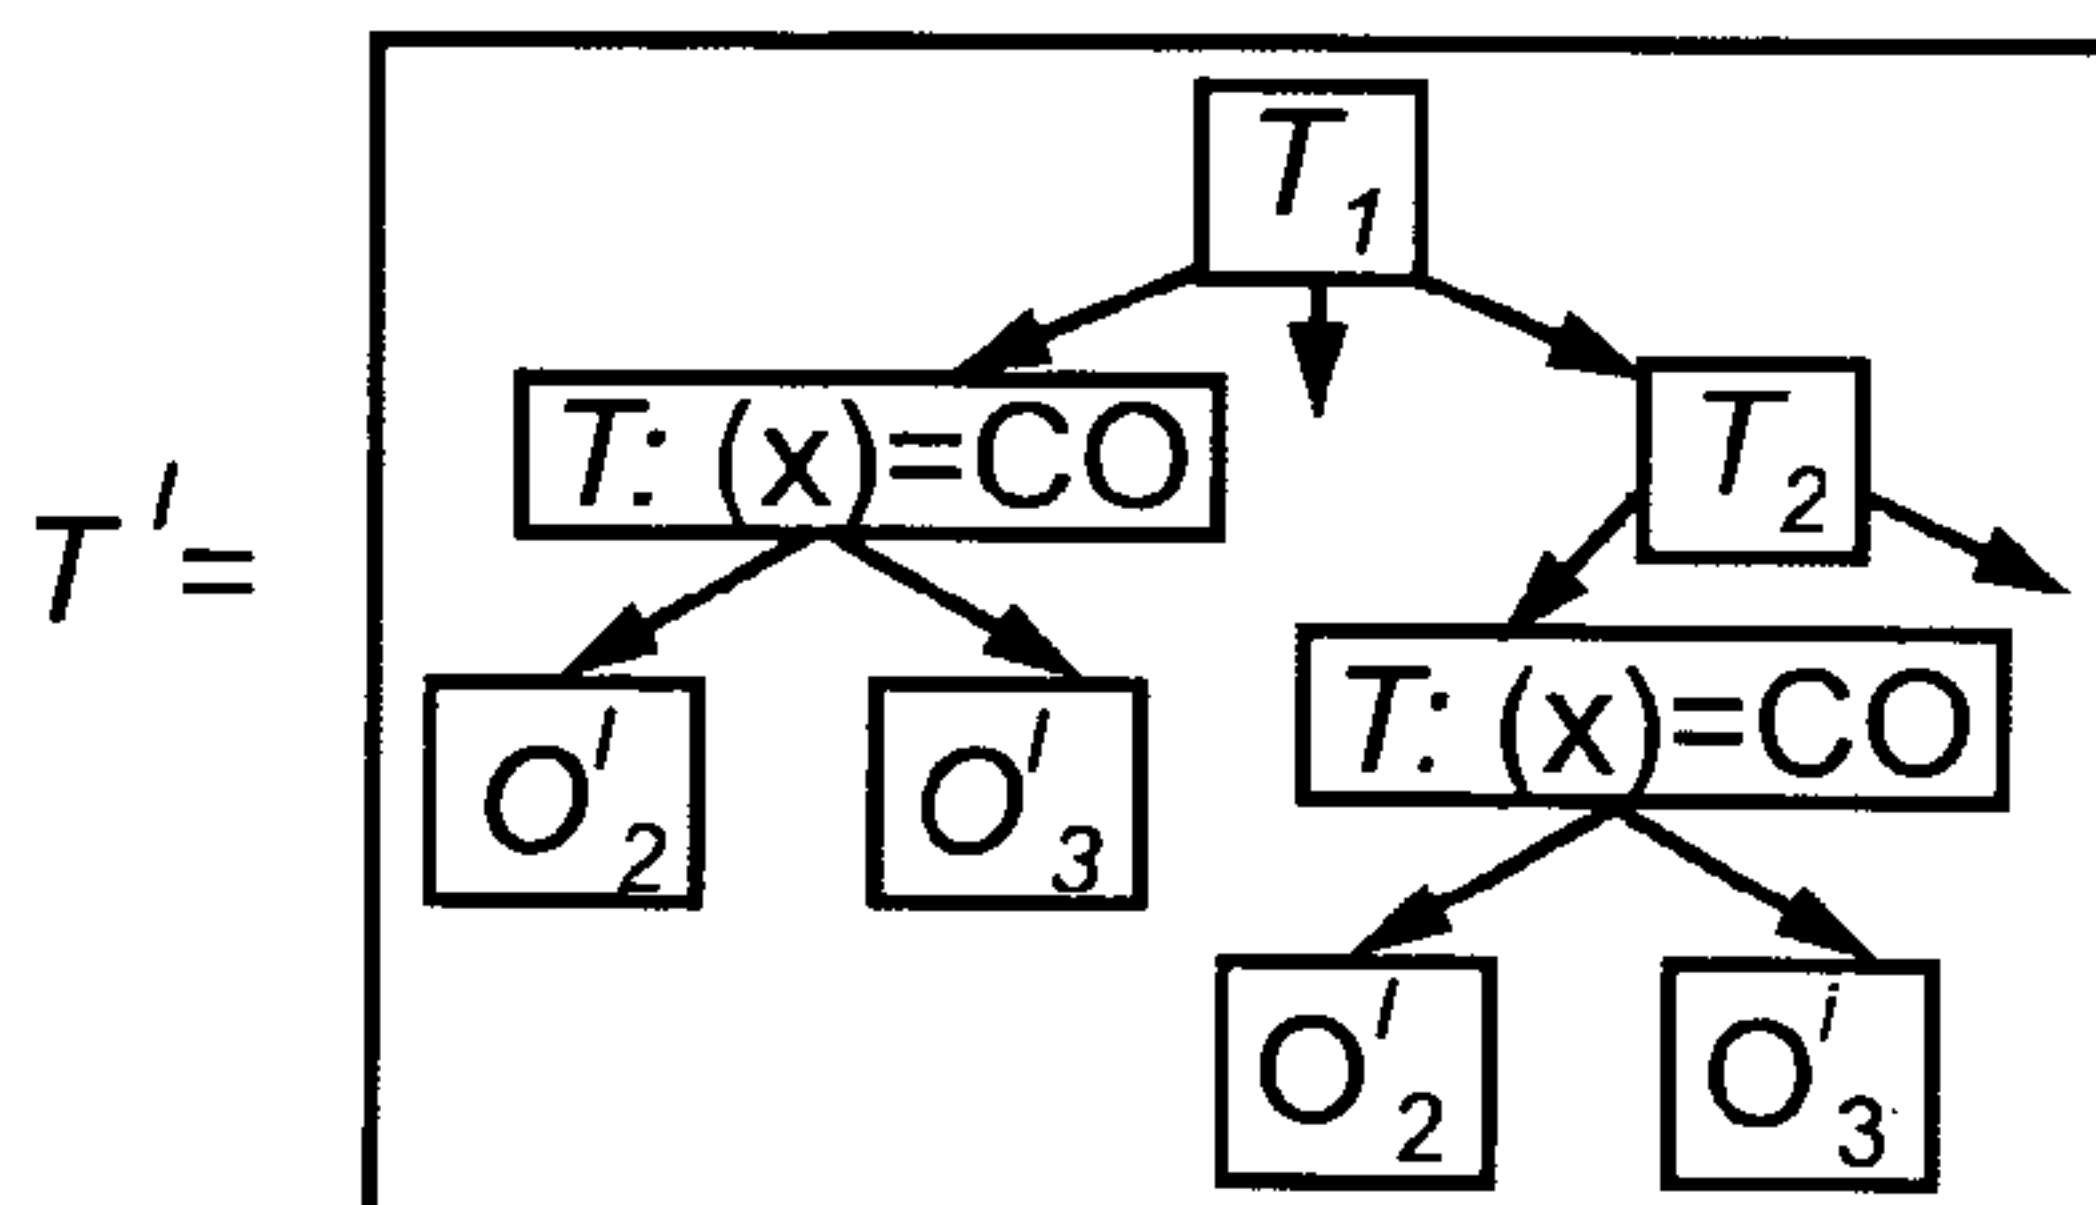 T₁
T: (x)=CO
T₂
T′=
T: (x)=CO
O′₂
O′₃
O′₂
O′₃